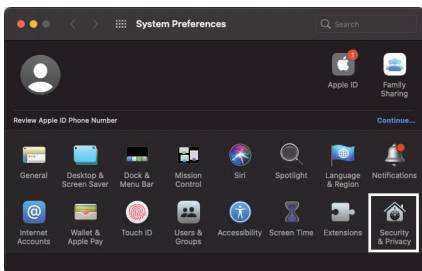 System Preferences
Search
1
Apple ID
Family
Sharing
Review Apple ID Phone Number
Continue...
General
Desktop &
Screen Saver
Dock &
Menu Bar
Mission
Control
Siri
Spotlight
Language
& Region
Notifications
Internet
Accounts
Wallet &
Apple Pay
Touch ID
Users &
Groups
Accessibility
Screen Time
Extensions
Security
& Privacy